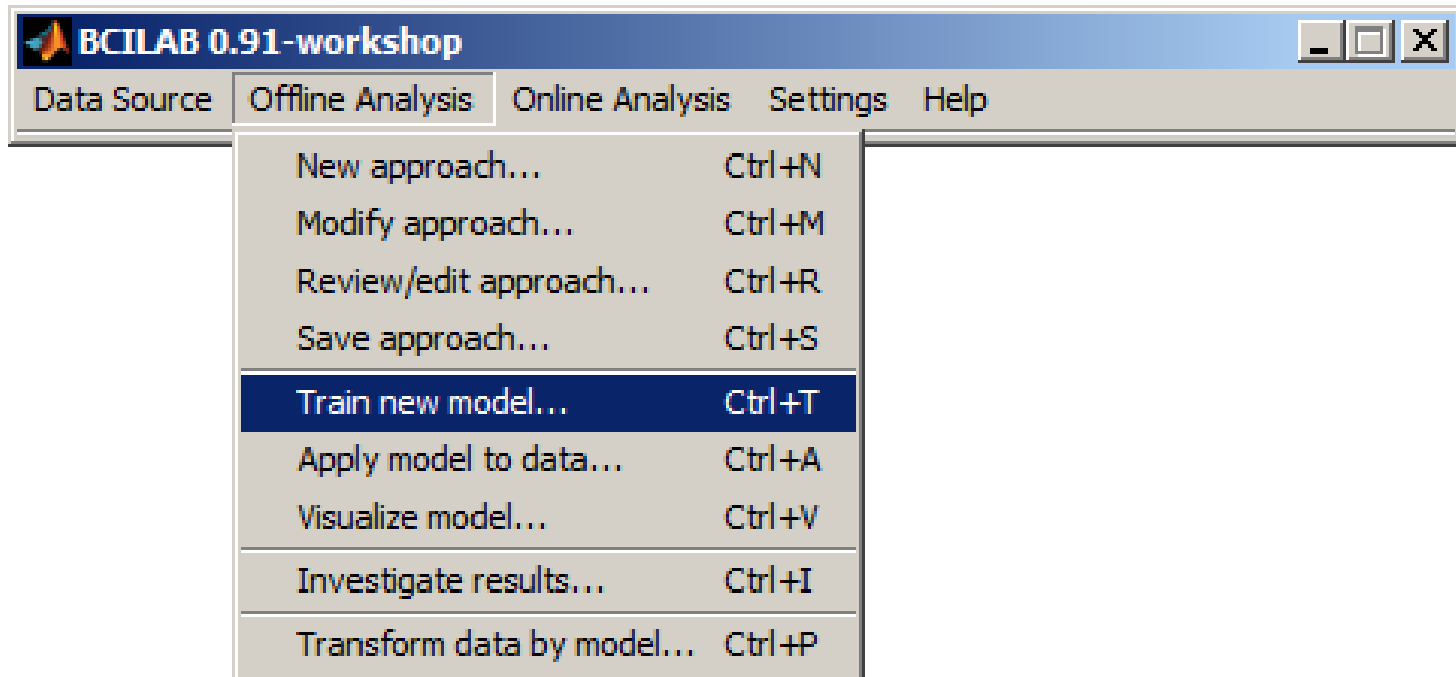 BCILAB 0.91-workshop
Data Source Offline Analysis Online Analysis Settings Help
New approach... Ctrl+N
Modify approach... Ctrl+M
Review/edit approach... Ctrl+R
Save approach... Ctrl+S
Train new model... Ctrl+T
Apply model to data... Ctrl+A
Visualize model... Ctrl+V
Investigate results... Ctrl+I
Transform data by model... Ctrl+P